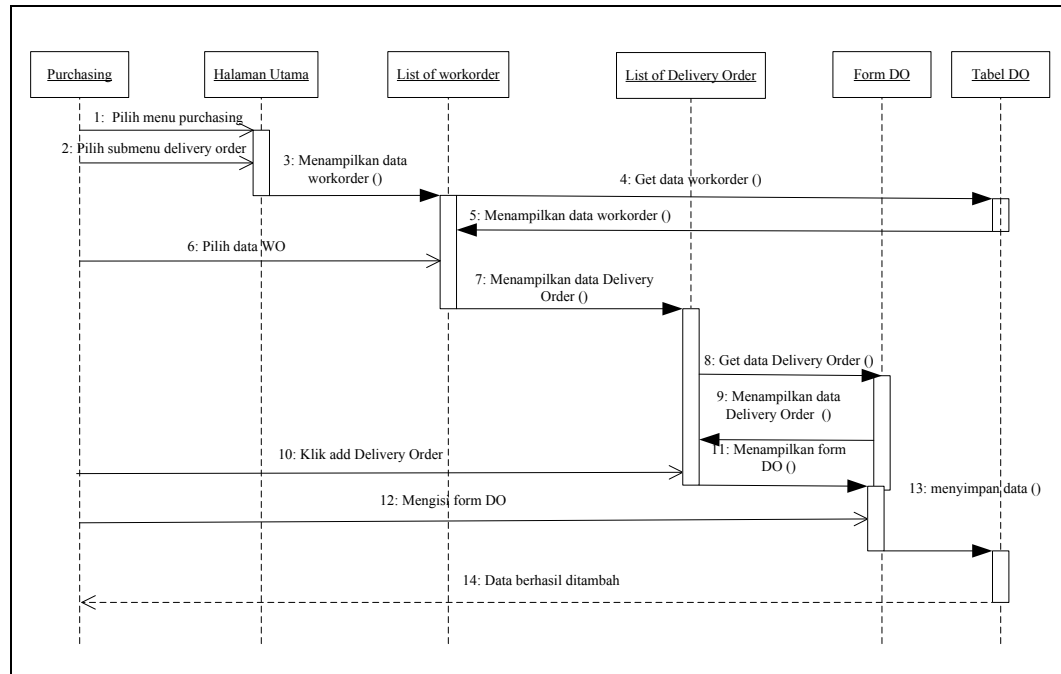 Purchasing
Halaman Utama
List of workorder
List of Delivery Order
Form DO
Tabel DO
1: Pilih menu purchasing
2: Pilih submenu delivery order
3: Menampilkan data
workorder ()
4: Get data workorder ()
5: Menampilkan data workorder ()
6: Pilih data WO
7: Menampilkan data Delivery
Order ()
8: Get data Delivery Order ()
9: Menampilkan data
Delivery Order ()
10: Klik add Delivery Order
11: Menampilkan form
DO ()
12: Mengisi form DO
13: menyimpan data ()
14: Data berhasil ditambah